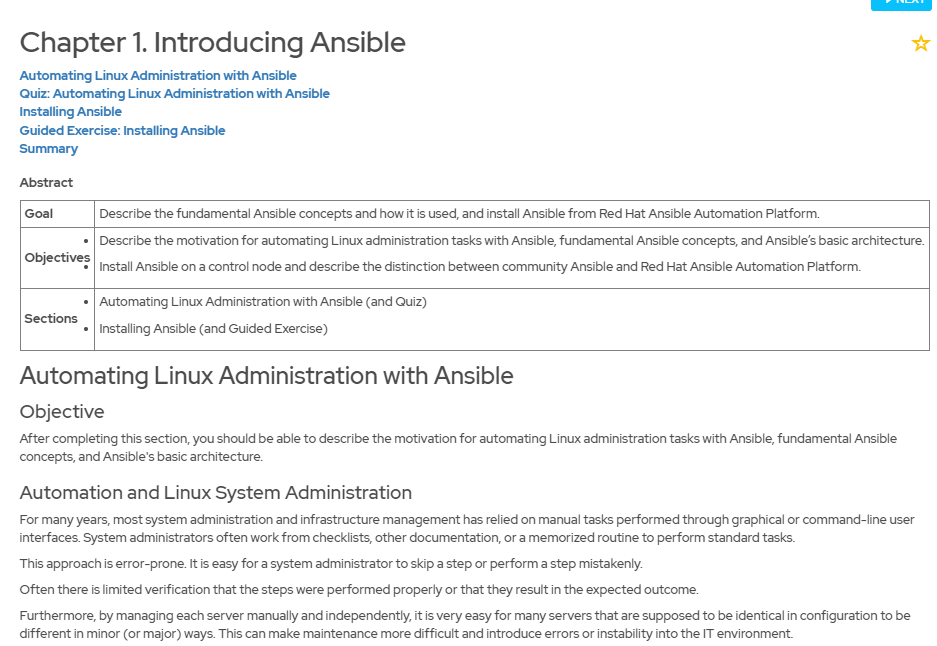 NEXT
Chapter 1. Introducing Ansible
Automating Linux Administration with Ansible
Quiz: Automating Linux Administration with Ansible
Installing Ansible
Guided Exercise: Installing Ansible
Summary
Abstract
Goal
Describe the fundamental Ansible concepts and how it is used, and install Ansible from Red Hat Ansible Automation Platform.
Objectives
• Describe the motivation for automating Linux administration tasks with Ansible, fundamental Ansible concepts, and Ansible’s basic architecture.
• Install Ansible on a control node and describe the distinction between community Ansible and Red Hat Ansible Automation Platform.
Sections
• Automating Linux Administration with Ansible (and Quiz)
• Installing Ansible (and Guided Exercise)
Automating Linux Administration with Ansible
Objective
After completing this section, you should be able to describe the motivation for automating Linux administration tasks with Ansible, fundamental Ansible
concepts, and Ansible's basic architecture.
Automation and Linux System Administration
For many years, most system administration and infrastructure management has relied on manual tasks performed through graphical or command-line user
interfaces. System administrators often work from checklists, other documentation, or a memorized routine to perform standard tasks.
This approach is error-prone. It is easy for a system administrator to skip a step or perform a step mistakenly.
Often there is limited verification that the steps were performed properly or that they result in the expected outcome.
Furthermore, by managing each server manually and independently, it is very easy for many servers that are supposed to be identical in configuration to be
different in minor (or major) ways. This can make maintenance more difficult and introduce errors or instability into the IT environment.